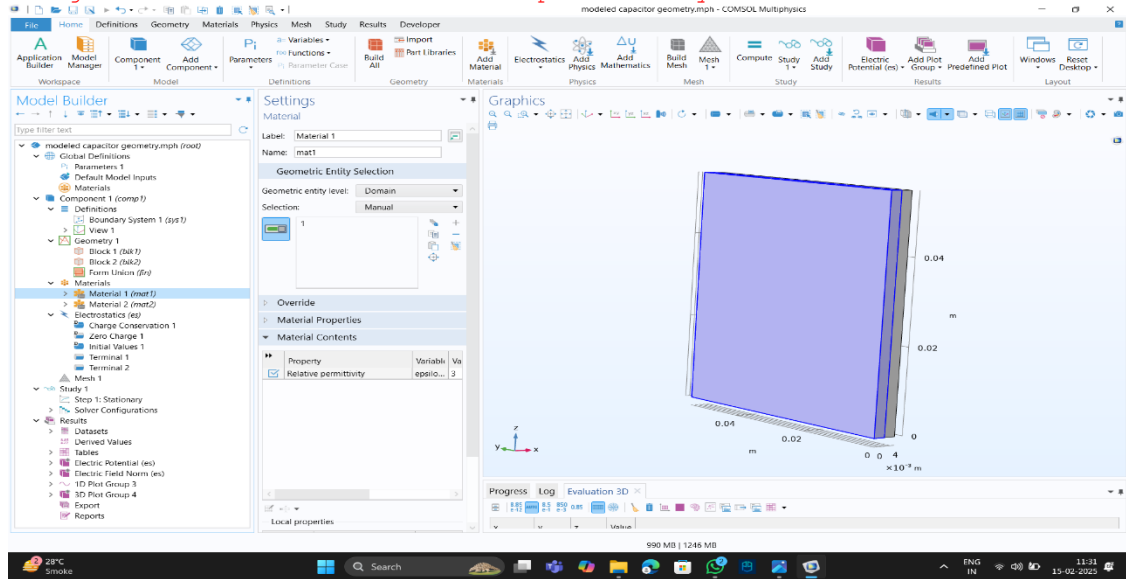 modeled capacitor geometry.mph - COMSOL Multiphysics
File Home Definitions Geometry Materials Physics Mesh Study Results Developer
Application Builder
Model Manager
Workspace
Component 1
Add Component
Model
Pi
Parameters
a= Variables
f(x) Functions
Parameter Case
Definitions
Build All
Import
Part Libraries
Geometry
Add Material
Materials
Electrostatics
Add Physics
Add Mathematics
Physics
Build Mesh
Mesh 1
Mesh
Compute
Study 1
Add Study
Study
Electric Potential (es)
Add Plot Group
Add Predefined Plot
Results
Windows
Reset Desktop
Layout
Model Builder
Type filter text
modeled capacitor geometry.mph (root)
Global Definitions
Parameters 1
Default Model Inputs
Materials
Component 1 (comp1)
Definitions
Boundary System 1 (sys1)
View 1
Geometry 1
Block 1 (blk1)
Block 2 (blk2)
Form Union (fin)
Materials
Material 1 (mat1)
Material 2 (mat2)
Electrostatics (es)
Charge Conservation 1
Zero Charge 1
Initial Values 1
Terminal 1
Terminal 2
Mesh 1
Study 1
Step 1: Stationary
Solver Configurations
Results
Datasets
Derived Values
Tables
Electric Potential (es)
Electric Field Norm (es)
1D Plot Group 3
3D Plot Group 4
Export
Reports
Settings
Material
Label: Material 1
Name: mat1
Geometric Entity Selection
Geometric entity level: Domain
Selection: Manual
1
Override
Material Properties
Material Contents
Property Variable Va
Relative permittivity epsilo... 3
Local properties
Graphics
0.04
m
0.02
0
0.04
0.02
m
0 0 4
×10⁻³ m
z
y x
Progress Log Evaluation 3D
x y z Value
990 MB | 1246 MB
28°C
Smoke
Search
ENG
IN
11:31
15-02-2025